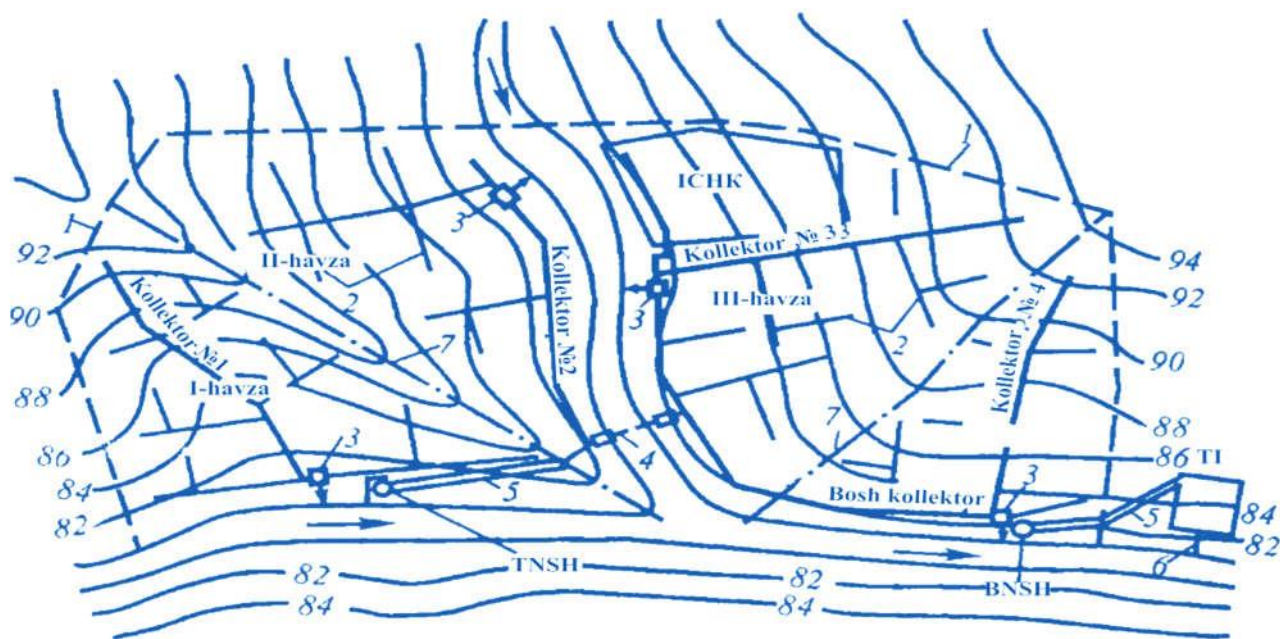 1
ICHK
3
Kollektor № 33
94
92
92
1
II-havza
Kollektor №1
2
Kollektor №2
3
III-havza
2
Kollektor № 4
90
90
88
7
I-havza
88
7
3
86
84
82
4
5
86 TI
Bosh kollektor
3
5
84
82
6
TNSH
BNSH
82
84
82
84